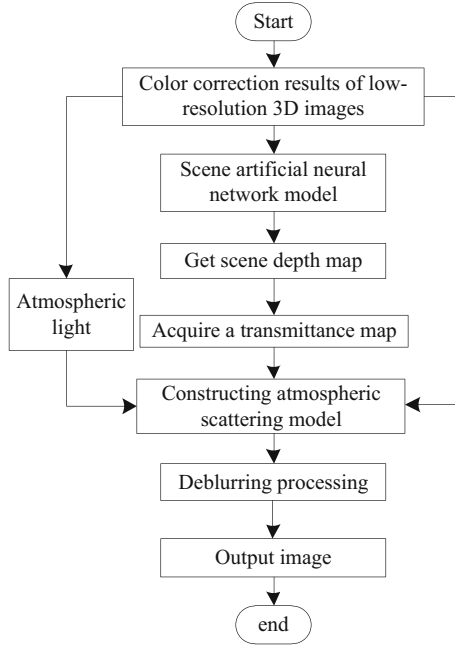 Start
Color correction results of low-
resolution 3D images
Scene artificial neural
network model
Get scene depth map
Atmospheric
light
Acquire a transmittance map
Constructing atmospheric
scattering model
Deblurring processing
Output image
end